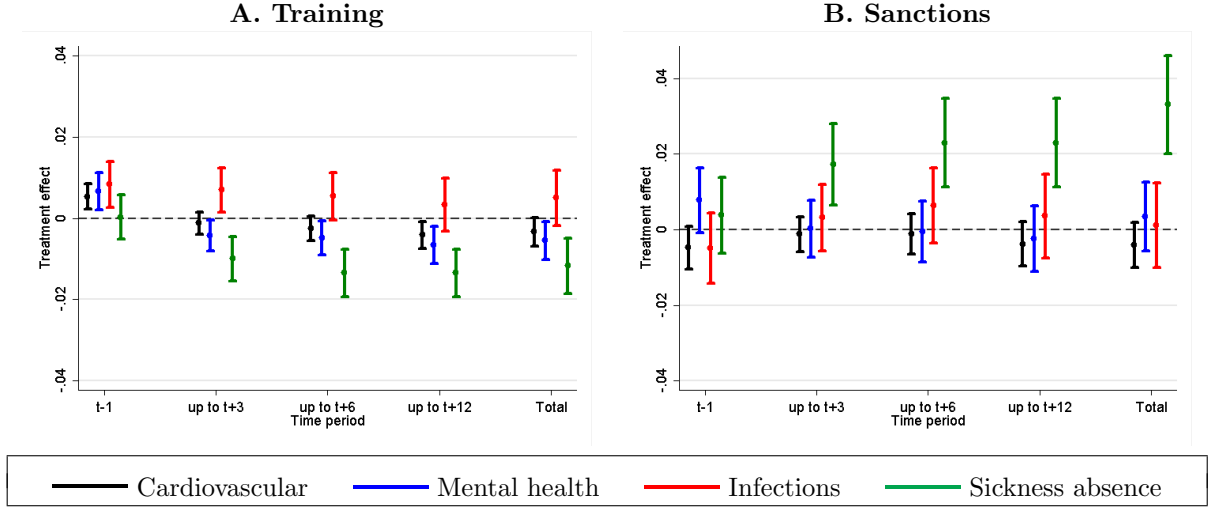 A. Training
B. Sanctions
Treatment effect
.04
.02
0
-.02
-.04
t-1
up to t+3
up to t+6
up to t+12
Total
Time period
Treatment effect
.04
.02
0
-.02
-.04
t-1
up to t+3
up to t+6
up to t+12
Total
Time period
Cardiovascular
Mental health
Infections
Sickness absence